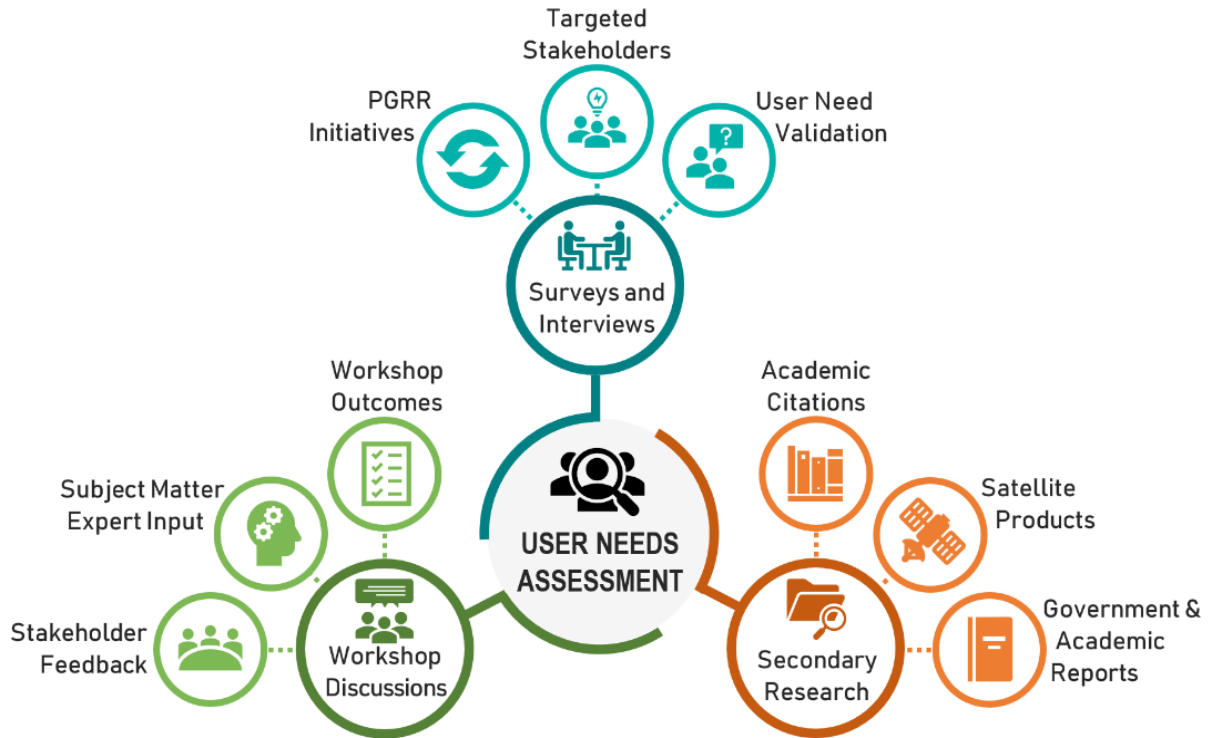 Targeted
Stakeholders
PGRR
Initiatives
User Need
Validation
?
Surveys and
Interviews
Workshop
Outcomes
Academic
Citations
Subject Matter
Expert Input
Satellite
Products
USER NEEDS
ASSESSMENT
Stakeholder
Feedback
Workshop
Discussions
Secondary
Research
Government &
Academic
Reports